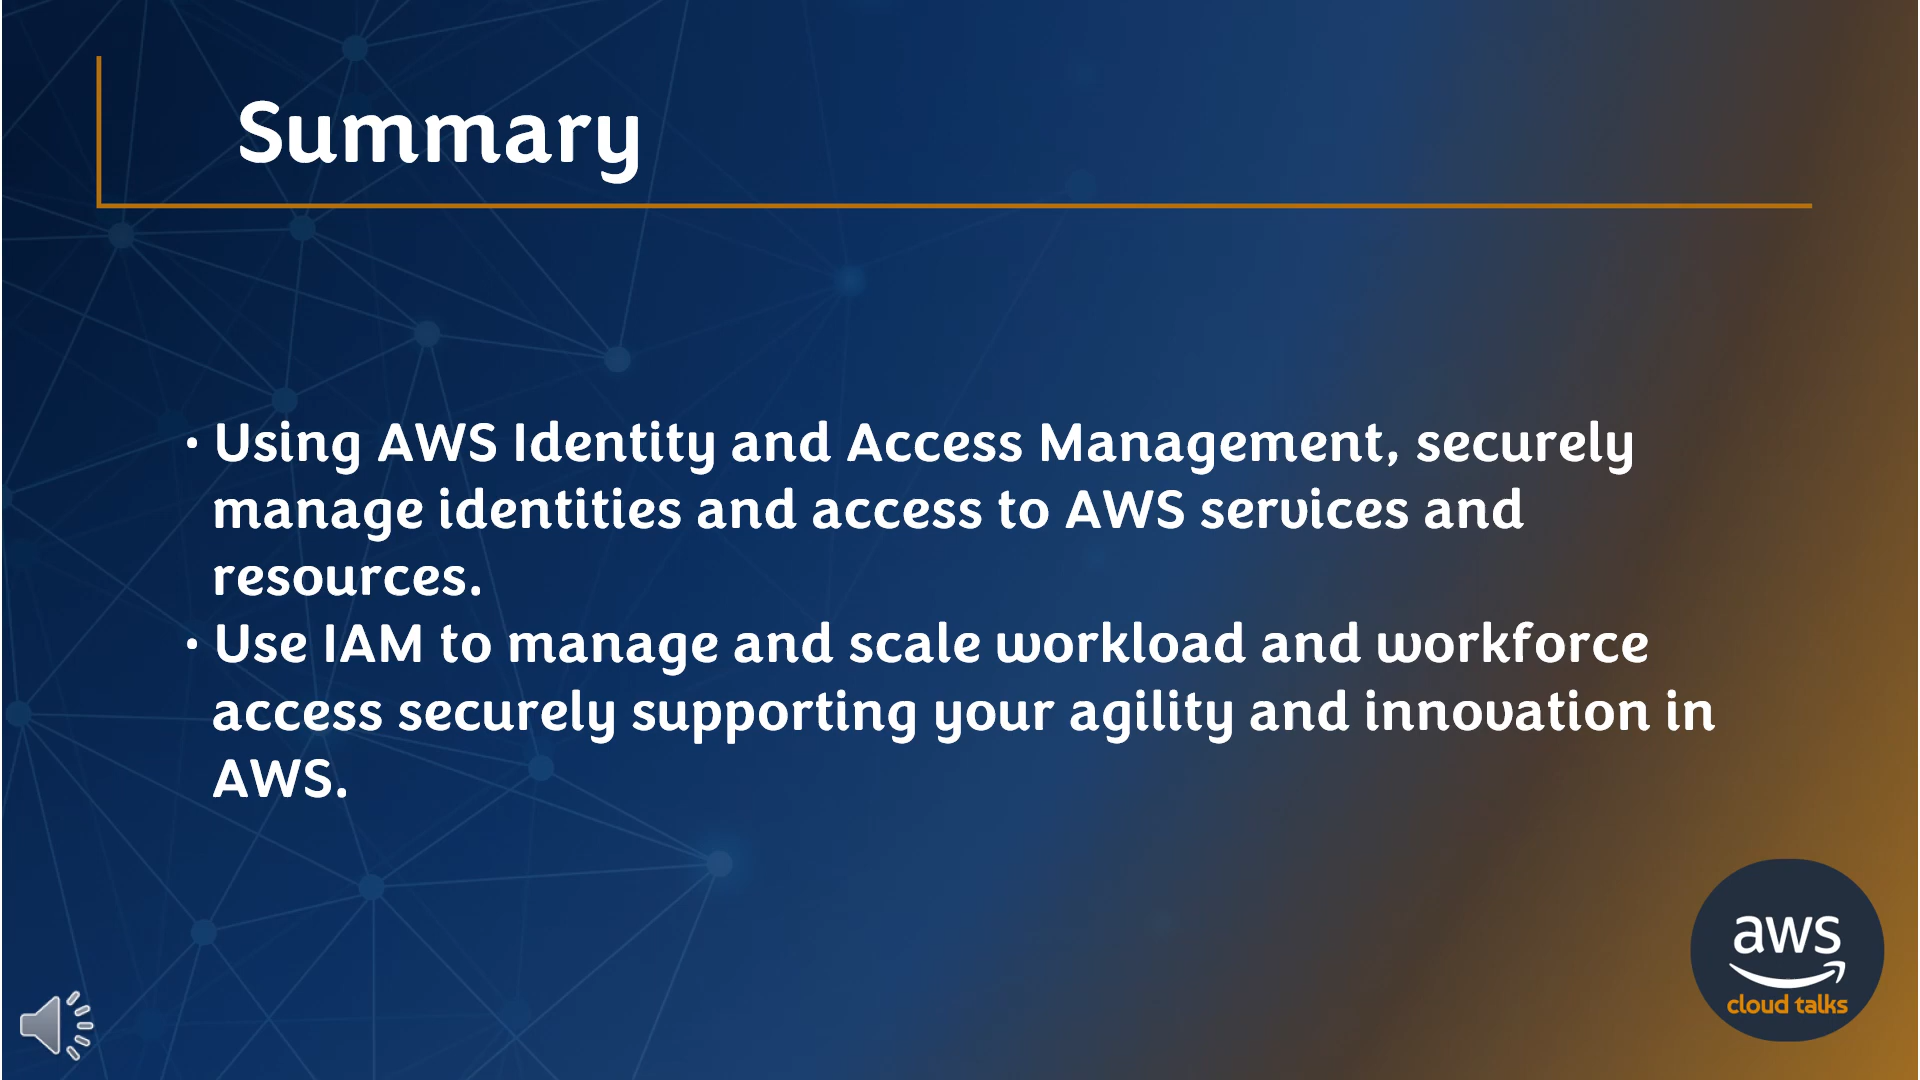 Summary
• Using AWS Identity and Access Management, securely
manage identities and access to AWS services and
resources.
• Use IAM to manage and scale workload and workforce
access securely supporting your agility and innovation in
AWS.
aws
cloud talks